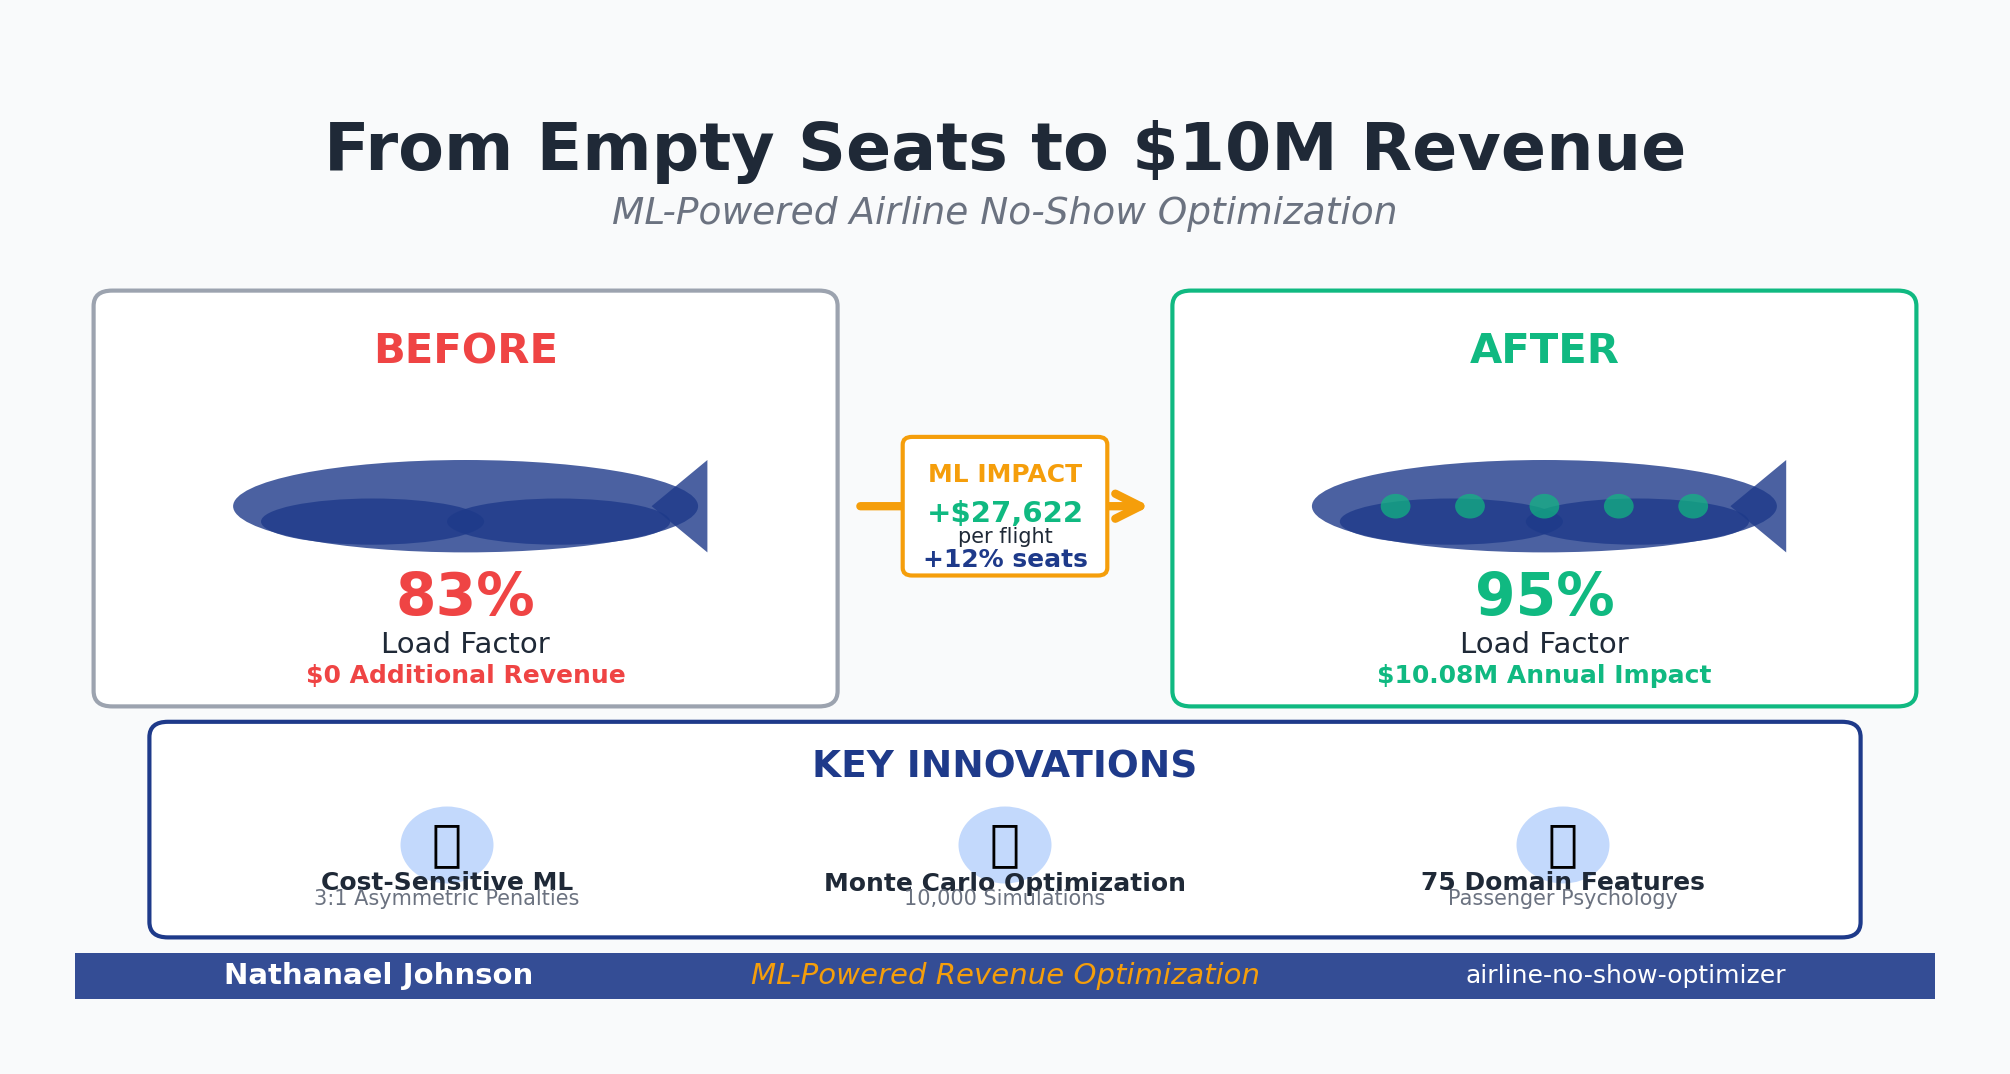 From Empty Seats to $10M Revenue
ML-Powered Airline No-Show Optimization
BEFORE
83%
Load Factor
$0 Additional Revenue
ML IMPACT
+$27,622
per flight
+12% seats
AFTER
95%
Load Factor
$10.08M Annual Impact
KEY INNOVATIONS
Cost-Sensitive ML
3:1 Asymmetric Penalties
Monte Carlo Optimization
10,000 Simulations
75 Domain Features
Passenger Psychology
Nathanael Johnson
ML-Powered Revenue Optimization
airline-no-show-optimizer